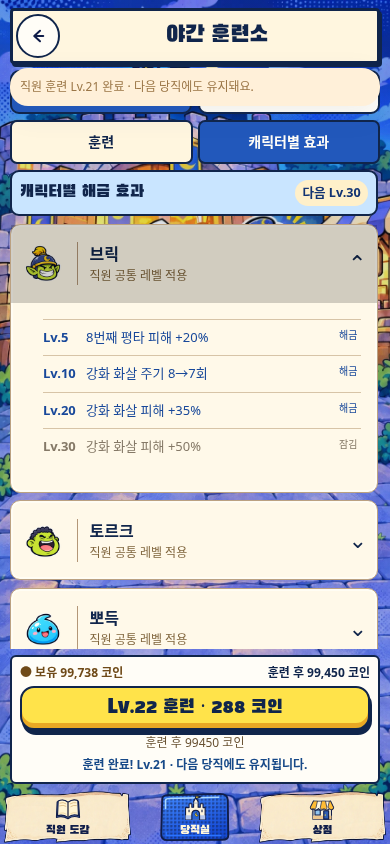 야간 훈련소
직원 훈련 Lv.21 완료 · 다음 당직에도 유지돼요.
훈련
캐릭터별 효과
캐릭터별 해금 효과
다음 Lv.30
브릭
직원 공통 레벨 적용
Lv.5 8번째 평타 피해 +20% 해금
Lv.10 강화 화살 주기 8→7회 해금
Lv.20 강화 화살 피해 +35% 해금
Lv.30 강화 화살 피해 +50% 잠김
토르크
직원 공통 레벨 적용
뽀득
직원 공통 레벨 적용
보유 99,738 코인
훈련 후 99,450 코인
Lv.22 훈련 · 288 코인
훈련 후 99450 코인
훈련 완료! Lv.21 · 다음 당직에도 유지됩니다.
직원 도감
당직실
상점